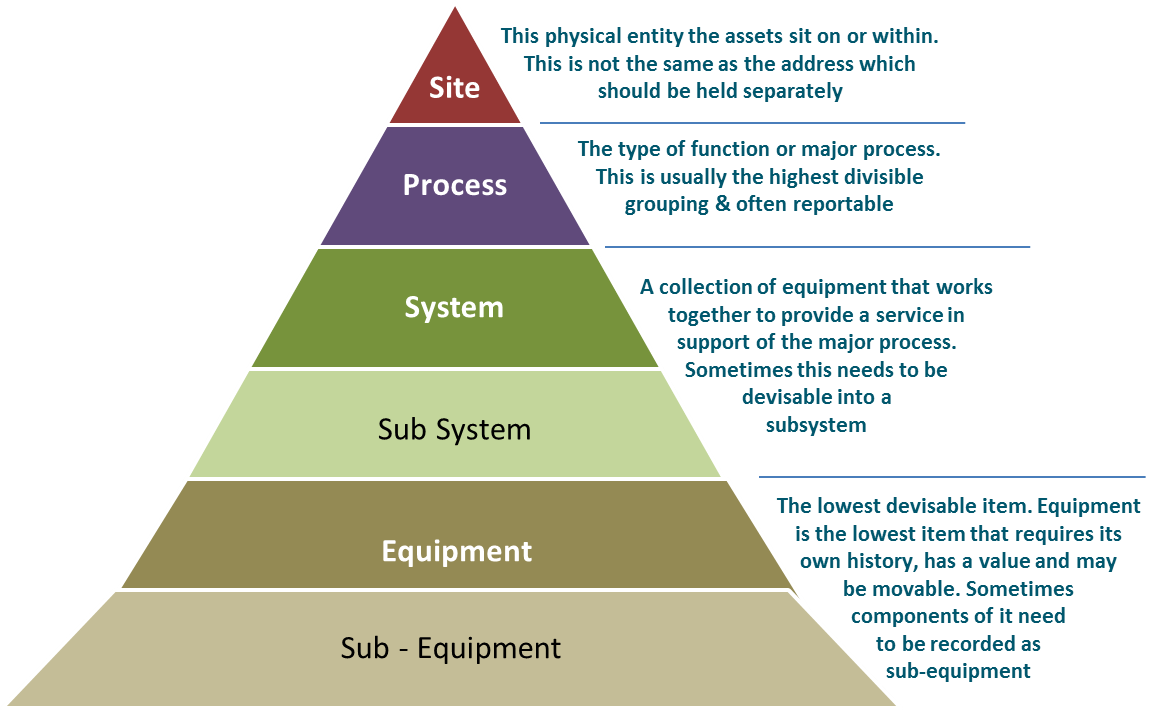 Site
This physical entity the assets sit on or within.
This is not the same as the address which
should be held separately
Process
The type of function or major process.
This is usually the highest divisible
grouping & often reportable
System
A collection of equipment that works
together to provide a service in
support of the major process.
Sometimes this needs to be
devisable into a
subsystem
Sub System
Equipment
The lowest devisable item. Equipment
is the lowest item that requires its
own history, has a value and may
be movable. Sometimes
components of it need
to be recorded as
sub-equipment
Sub - Equipment